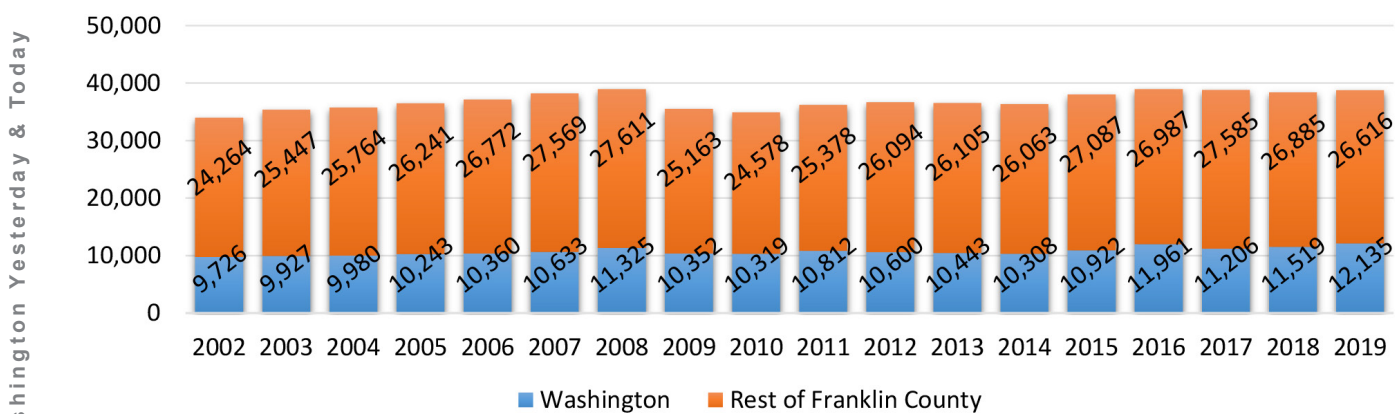 shington Yesterday & Today
50,000
40,000
30,000
20,000
10,000
0
24,264 25,447 25,764 26,241 26,772 27,569 27,611 25,163 24,578 25,378 26,094 26,105 26,063 27,087 26,987 27,585 26,885 26,616
9,726 9,927 9,980 10,243 10,360 10,633 11,325 10,352 10,319 10,812 10,600 10,443 10,308 10,922 11,961 11,206 11,519 12,135
2002 2003 2004 2005 2006 2007 2008 2009 2010 2011 2012 2013 2014 2015 2016 2017 2018 2019
Washington Rest of Franklin County